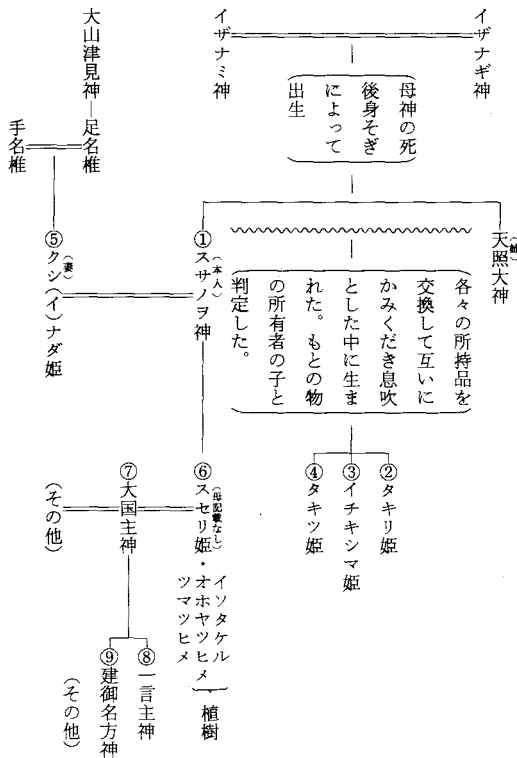 イザナギ神
イザナミ神
母神の死
後身そぎ
によって
出生
(姉)
天照大神
(本人)
①スサノヲ神
各々の所持品を
交換して互いに
かみくだき息吹
とした中に生ま
れた。もとの物
の所有者の子と
判定した。
②タキリ姫
③イチキシマ姫
④タキツ姫
大山津見神―足名椎
手名椎
(妻)
⑤クシ(イ)ナダ姫
(母記載なし)
⑥スセリ姫・
イソタケル
オホヤツヒメ
ツマツヒメ
植樹
⑦大国主神
(その他)
⑧一言主神
⑨建御名方神
(その他)